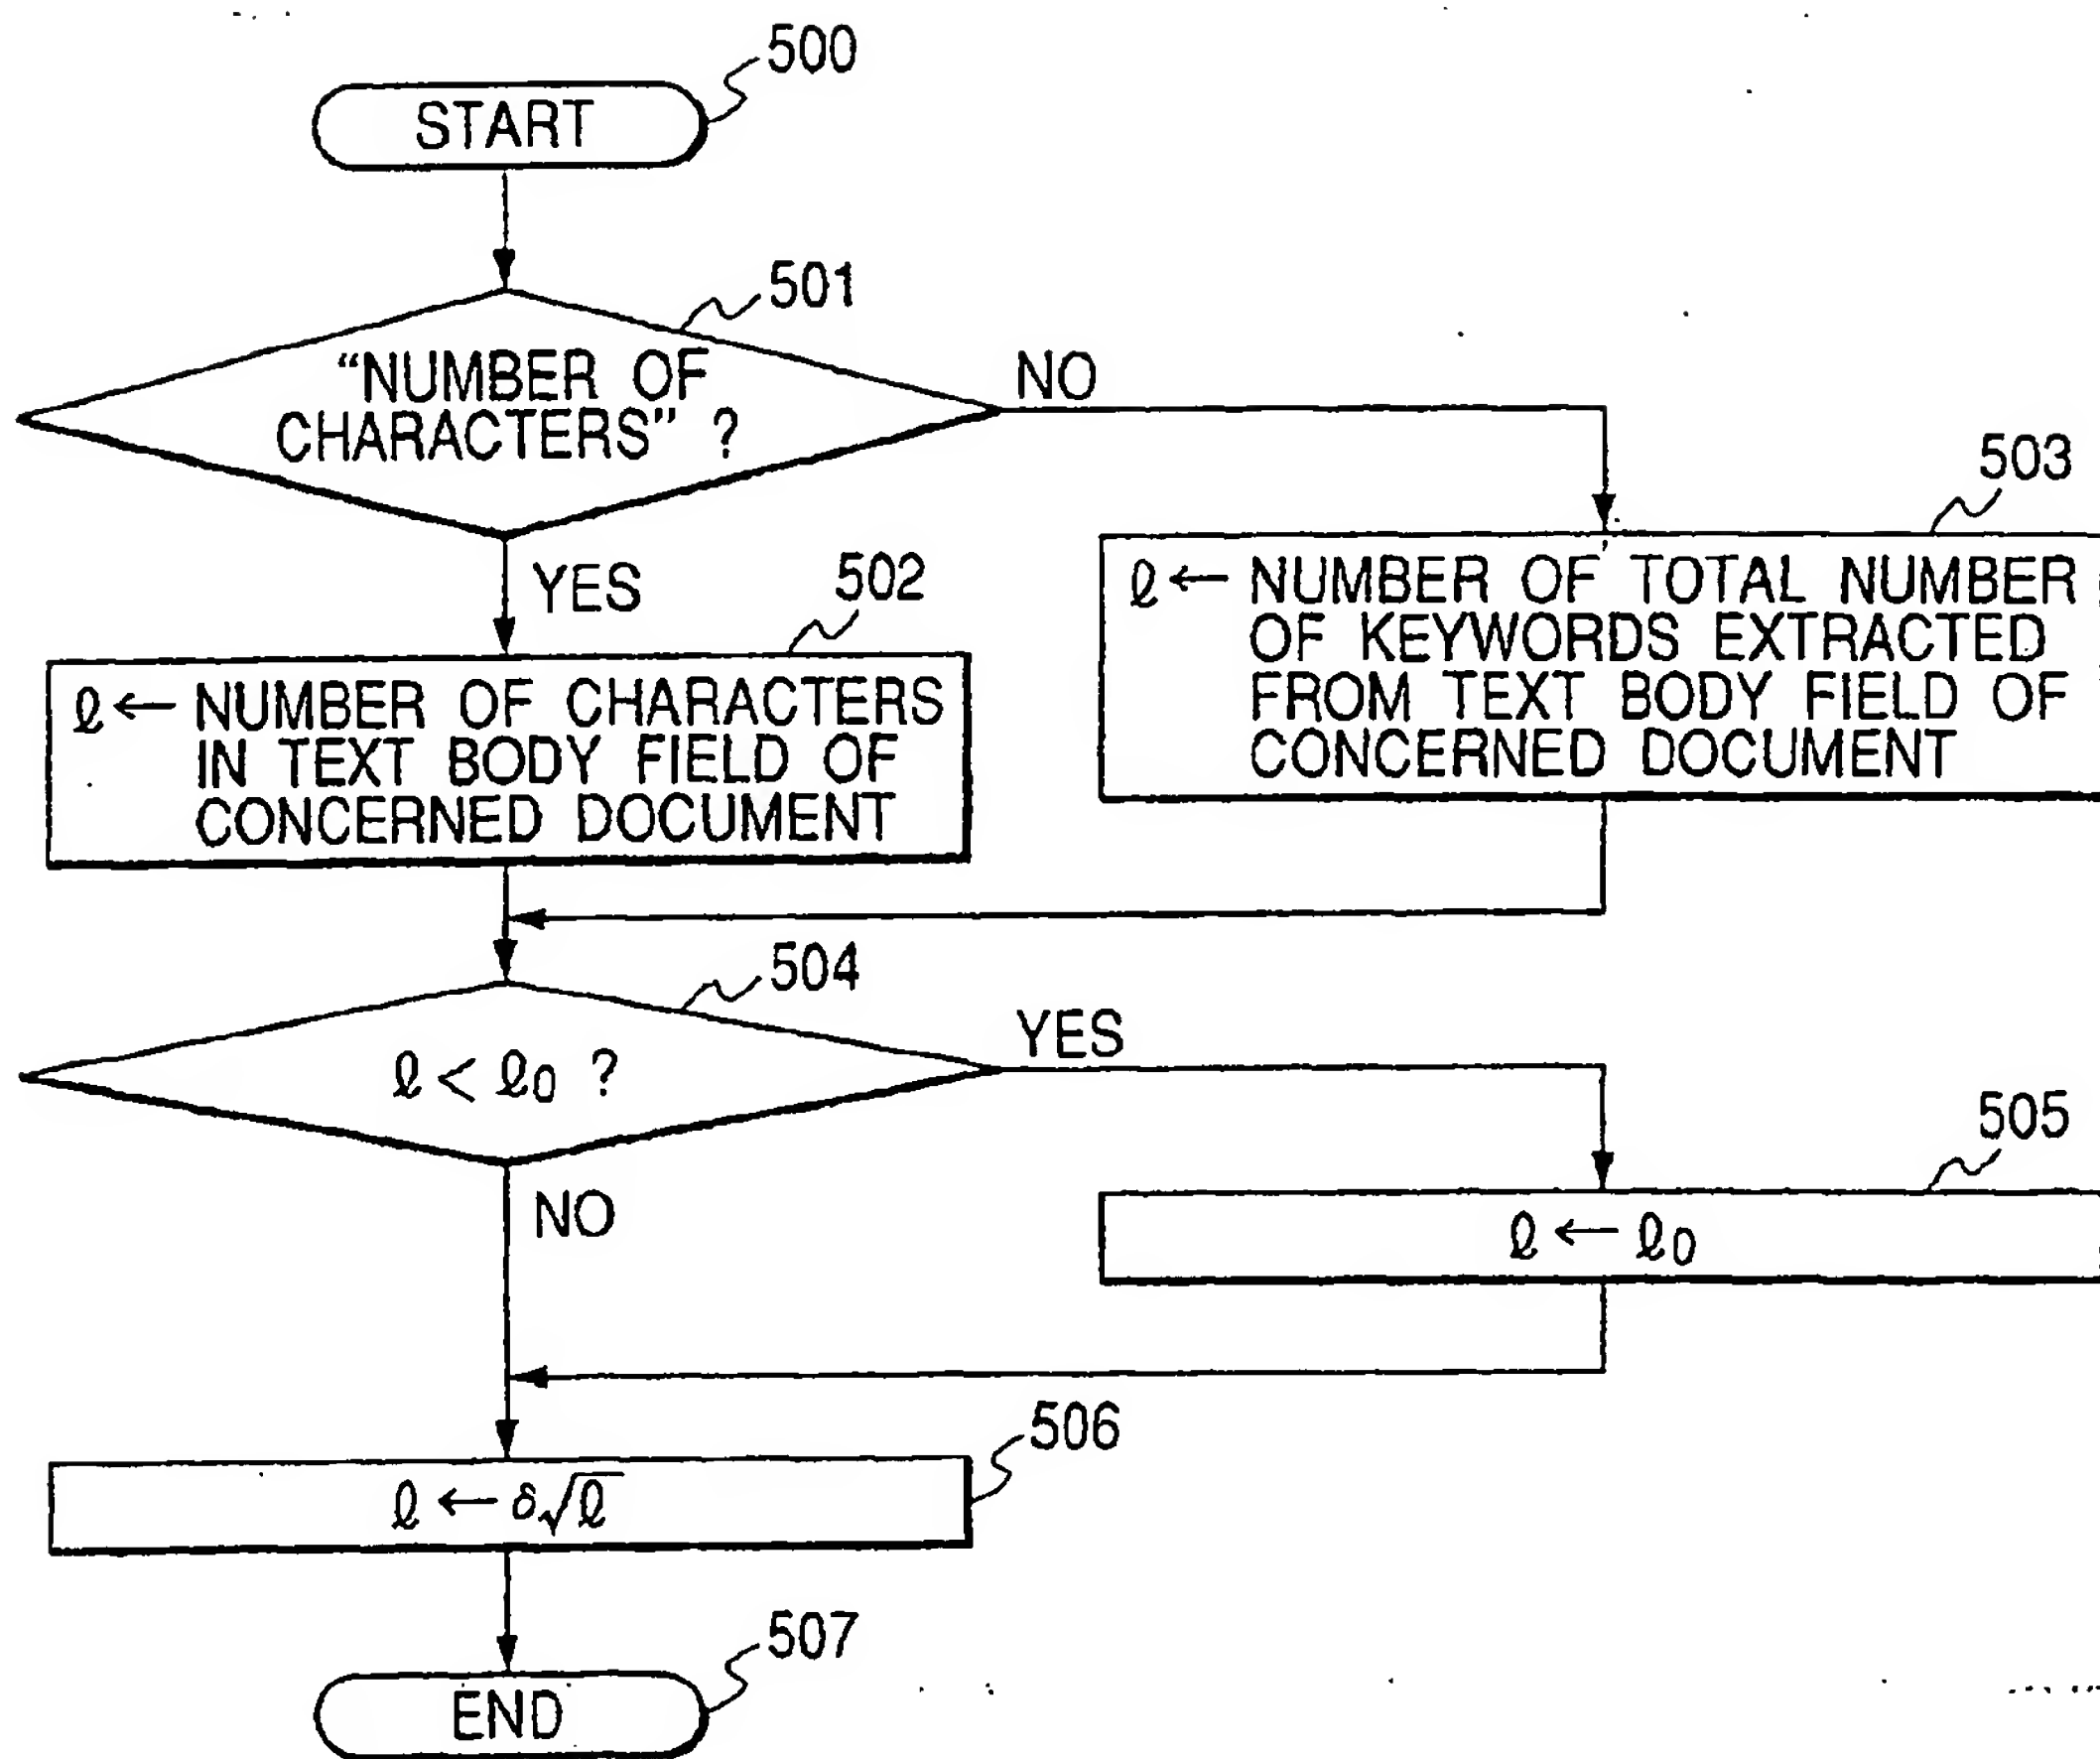 500
START
501
“NUMBER OF
CHARACTERS” ?
NO
YES
502
ℓ ← NUMBER OF CHARACTERS
IN TEXT BODY FIELD OF
CONCERNED DOCUMENT
503
ℓ ← NUMBER OF TOTAL NUMBER
OF KEYWORDS EXTRACTED
FROM TEXT BODY FIELD OF
CONCERNED DOCUMENT
504
ℓ < ℓ0 ?
YES
NO
505
ℓ ← ℓ0
506
ℓ ← δ√ℓ
507
END